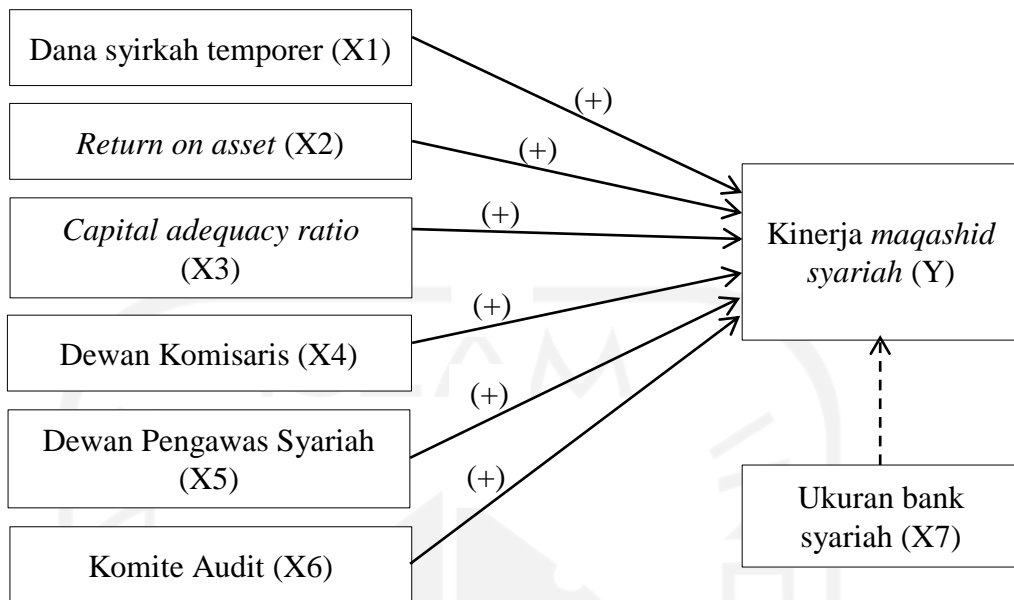 Dana syirkah temporer (X1)
(+)
Return on asset (X2)
(+)
Capital adequacy ratio
(X3)
(+)
Kinerja maqashid
syariah (Y)
Dewan Komisaris (X4)
(+)
Dewan Pengawas Syariah
(X5)
(+)
Komite Audit (X6)
(+)
Ukuran bank
syariah (X7)
ISLAM